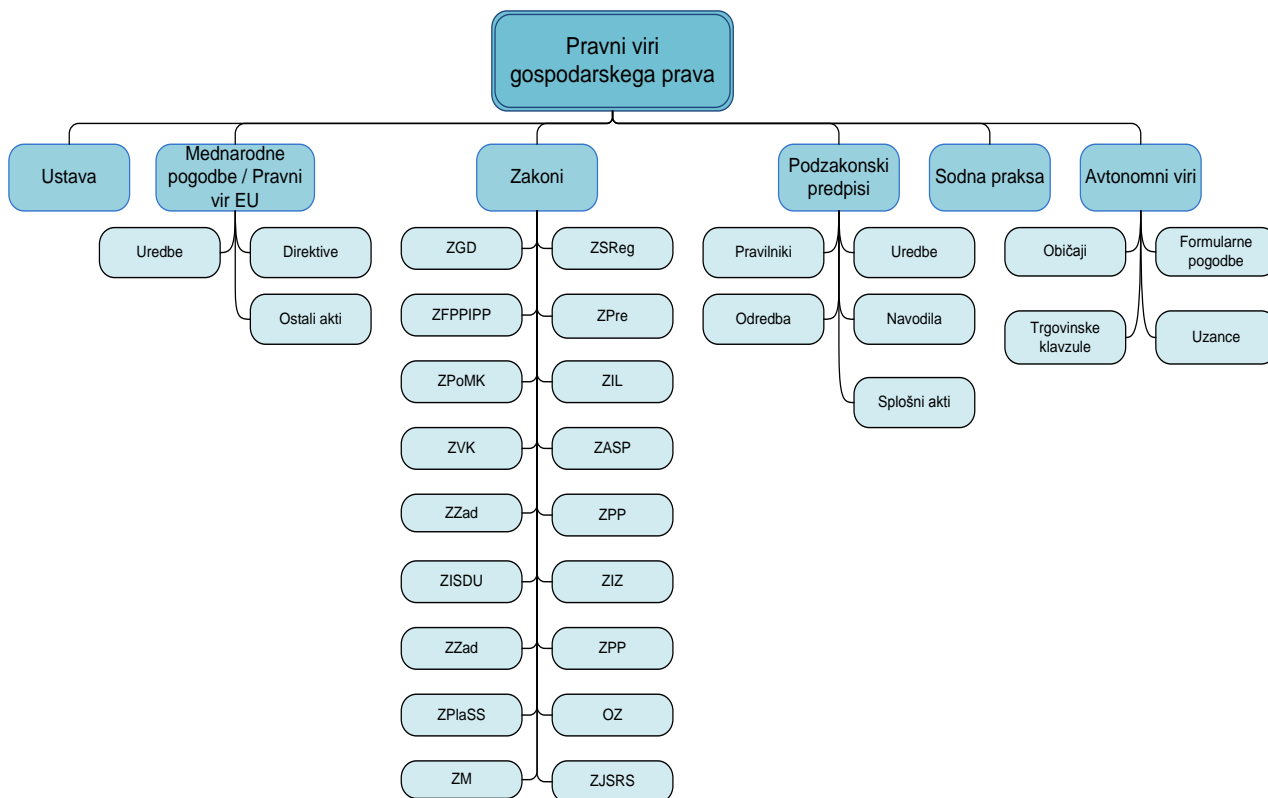 Pravni viri
gospodarskega prava
Ustava
Mednarodne
pogodbe / Pravni
vir EU
Zakoni
Podzakonski
predpisi
Sodna praksa
Avtonomni viri
Uredbe
Direktive
Ostali akti
ZGD
ZSReg
ZFPPIPP
ZPre
ZPoMK
ZIL
ZVK
ZASP
ZZad
ZPP
ZISDU
ZIZ
ZZad
ZPP
ZPlaSS
OZ
ZM
ZJSRS
Pravilniki
Uredbe
Odredba
Navodila
Splošni akti
Običaji
Formularne
pogodbe
Trgovinske
klavzule
Uzance